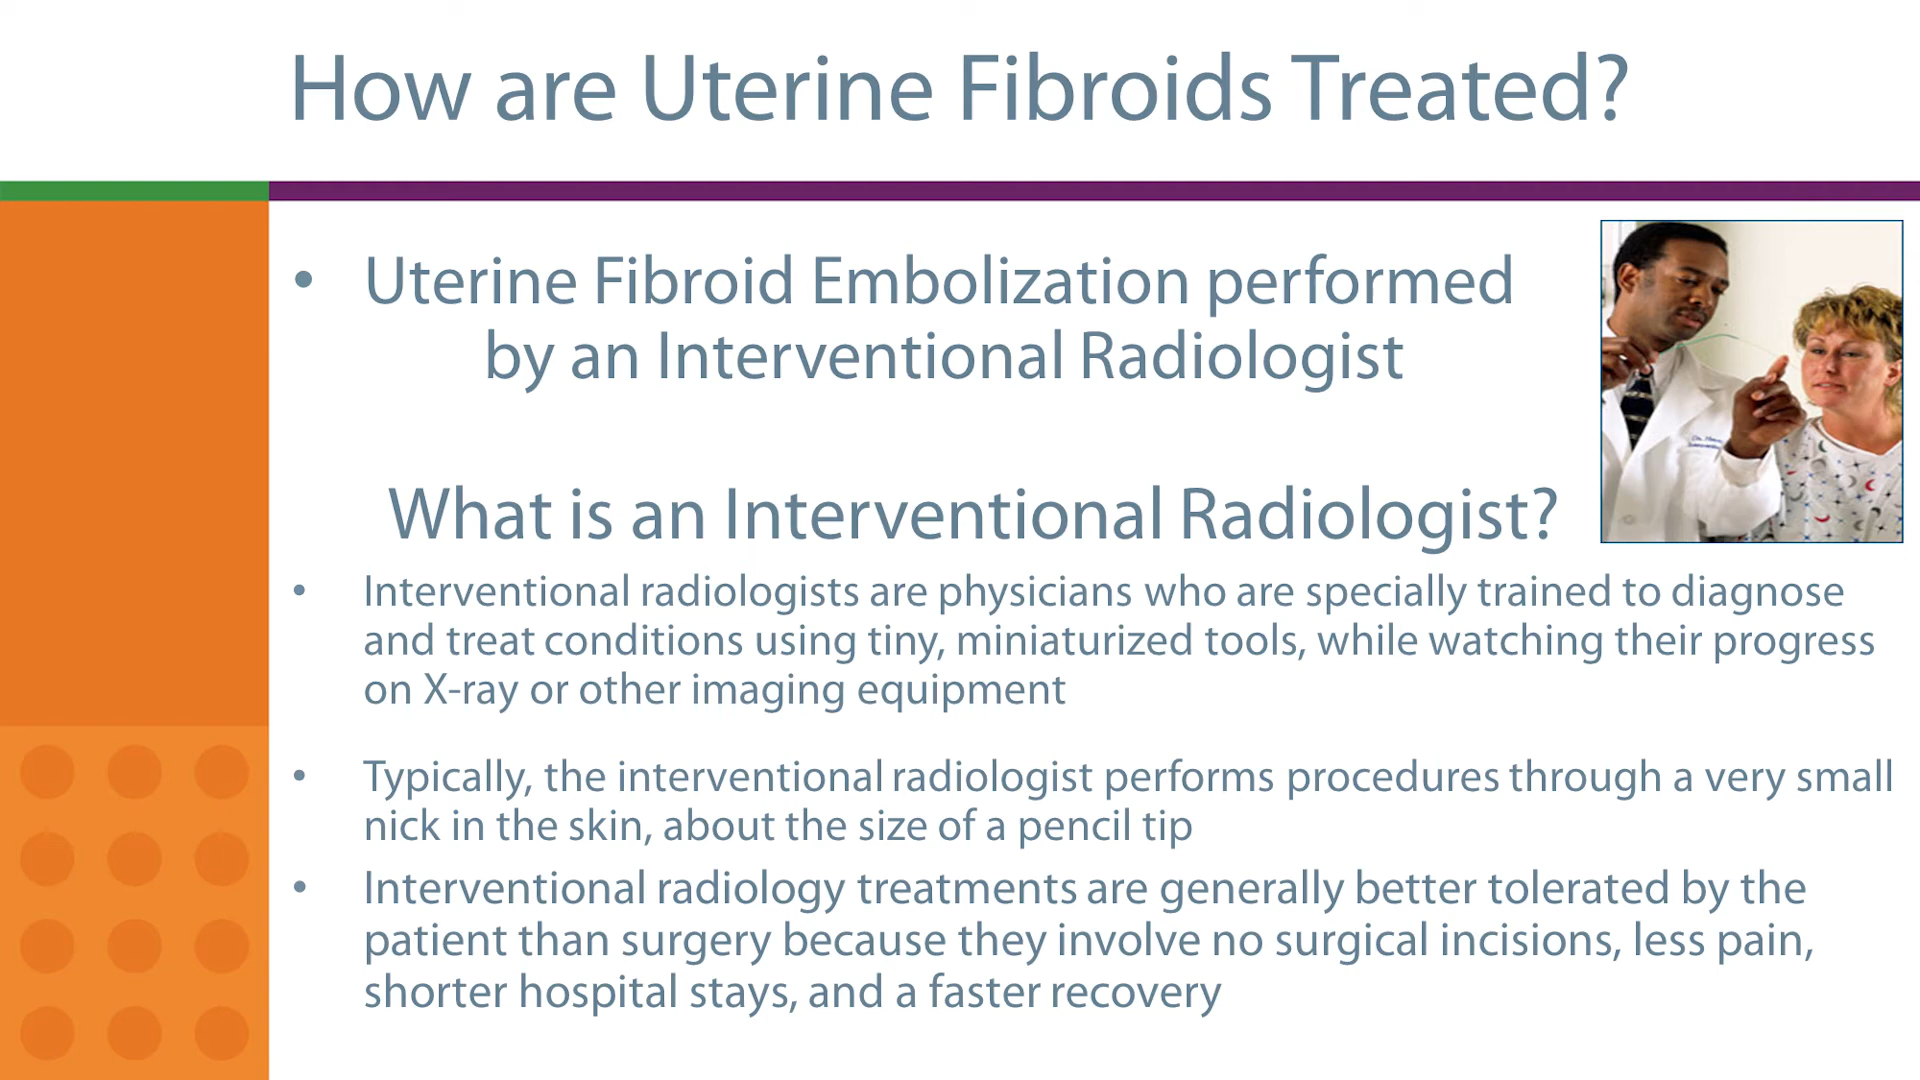 How are Uterine Fibroids Treated?
• Uterine Fibroid Embolization performed
by an Interventional Radiologist
What is an Interventional Radiologist?
• Interventional radiologists are physicians who are specially trained to diagnose
and treat conditions using tiny, miniaturized tools, while watching their progress
on X-ray or other imaging equipment
• Typically, the interventional radiologist performs procedures through a very small
nick in the skin, about the size of a pencil tip
• Interventional radiology treatments are generally better tolerated by the
patient than surgery because they involve no surgical incisions, less pain,
shorter hospital stays, and a faster recovery